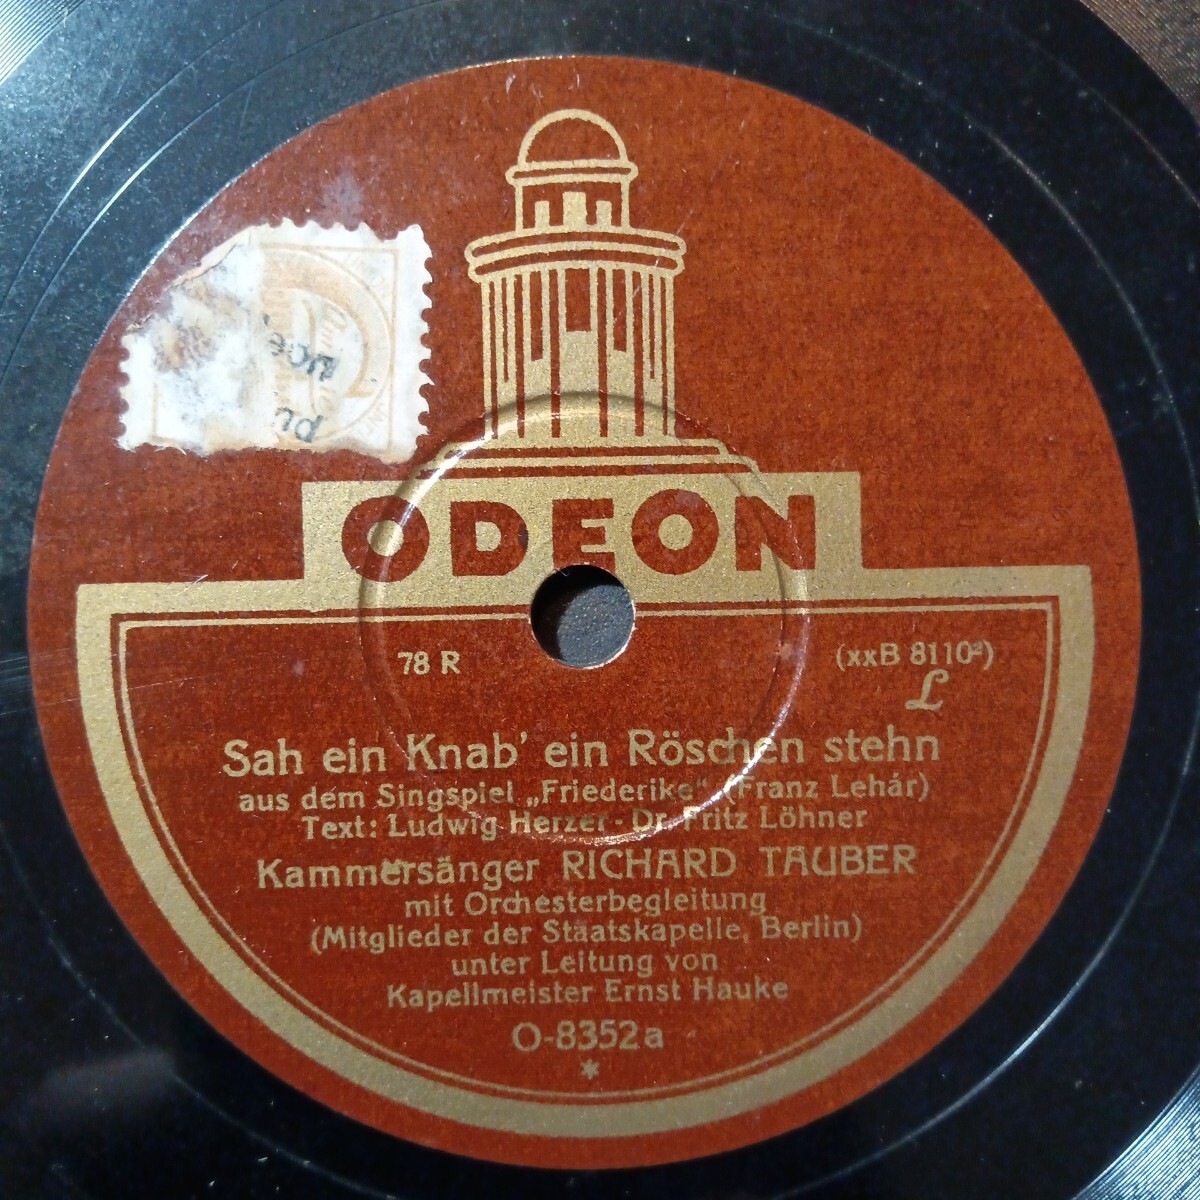 ODEON
78 R
(xxB 8110²)
L
Sah ein Knab' ein Röschen stehn
aus dem Singspiel „Friederike" (Franz Lehár)
Text: Ludwig Herzer · Dr. Fritz Löhner
Kammersänger RICHARD TAUBER
mit Orchesterbegleitung
(Mitglieder der Staatskapelle, Berlin)
unter Leitung von
Kapellmeister Ernst Hauke
O-8352a
*